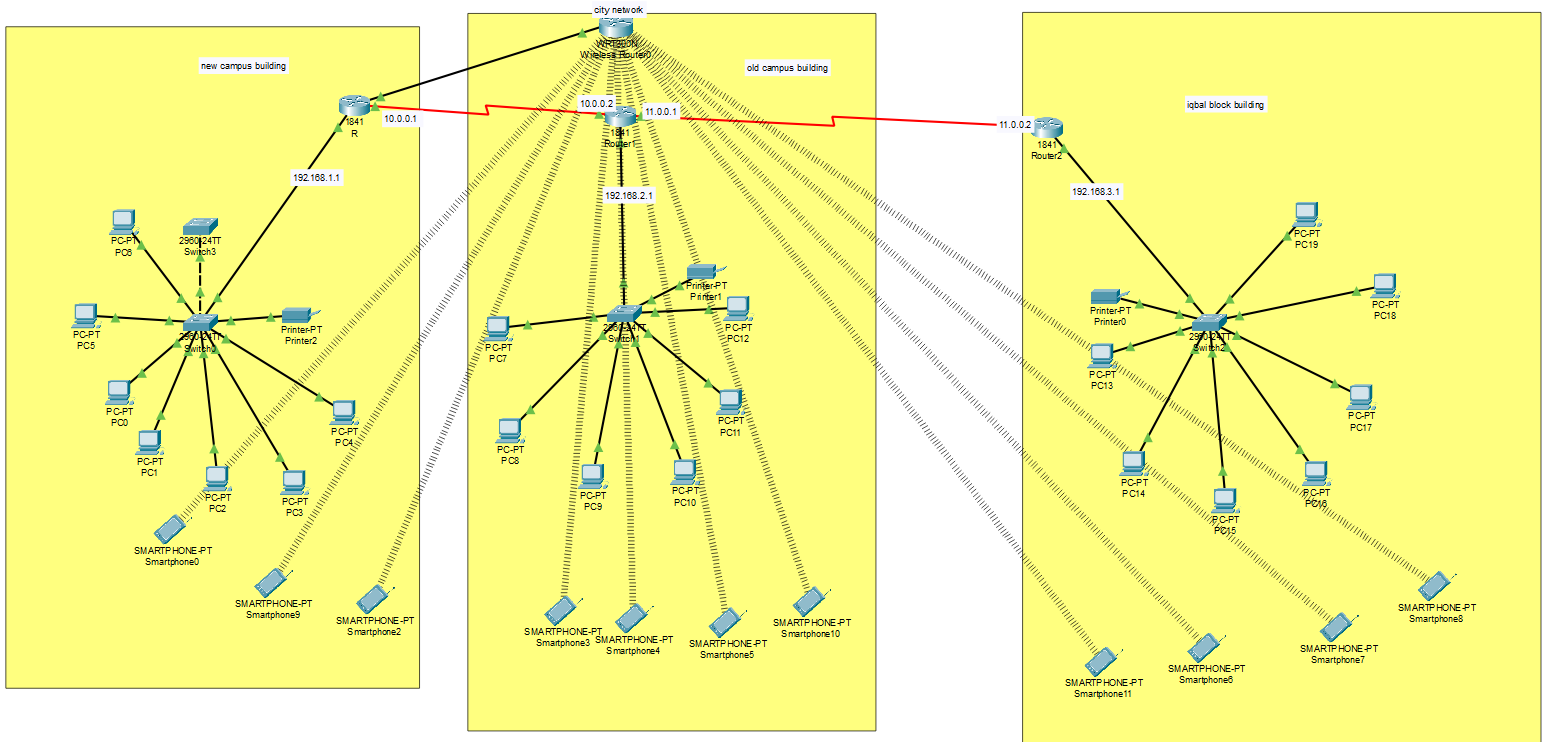 city network
WRT300N
Wireless Router0
new campus building
old campus building
iqbal block building
1841
R
10.0.0.1
10.0.0.2
11.0.0.1
1841
Router1
11.0.0.2
1841
Router2
192.168.1.1
192.168.2.1
192.168.3.1
PC-PT
PC6
2960-24TT
Switch3
PC-PT
PC5
2960-24TT
Printer-PT
Printer2
PC-PT
PC0
PC-PT
PC1
PC-PT
PC2
PC-PT
PC3
PC-PT
PC4
SMARTPHONE-PT
Smartphone0
SMARTPHONE-PT
Smartphone9
SMARTPHONE-PT
Smartphone2
Printer-PT
Printer1
PC-PT
PC7
2960-24TT
Switch1
PC-PT
PC12
PC-PT
PC8
PC-PT
PC9
PC-PT
PC10
PC-PT
PC11
SMARTPHONE-PT
Smartphone3
SMARTPHONE-PT
Smartphone4
SMARTPHONE-PT
Smartphone5
SMARTPHONE-PT
Smartphone10
PC-PT
PC19
PC-PT
PC18
Printer-PT
Printer0
2960-24TT
Switch2
PC-PT
PC13
PC-PT
PC17
PC-PT
PC14
PC-PT
PC15
PC-PT
PC16
SMARTPHONE-PT
Smartphone11
SMARTPHONE-PT
Smartphone6
SMARTPHONE-PT
Smartphone7
SMARTPHONE-PT
Smartphone8